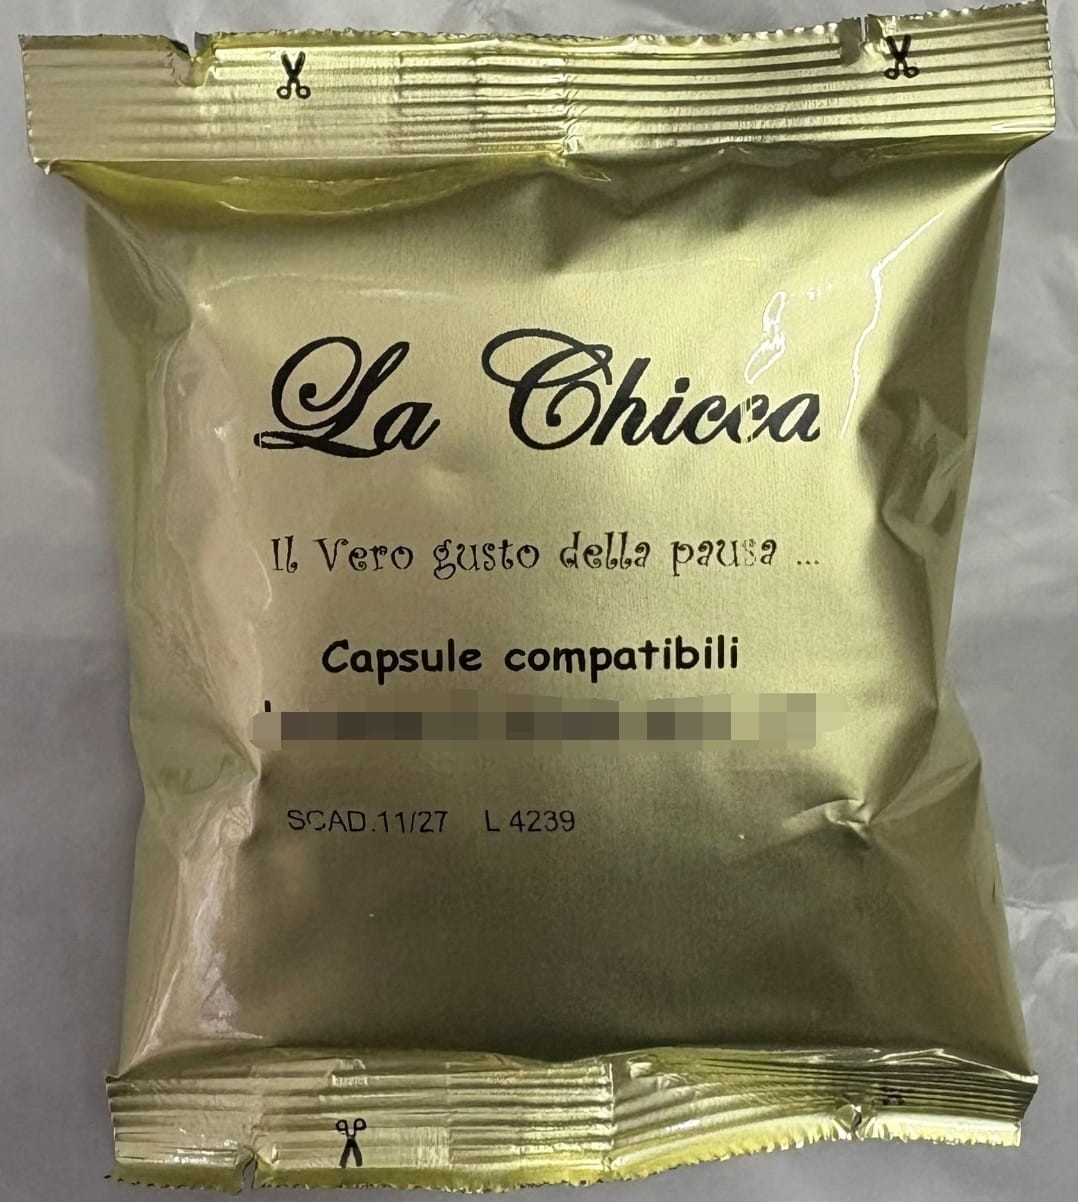 La Chicca
Il Vero gusto della pausa ...
Capsule compatibili
SCAD.11/27 L 4239